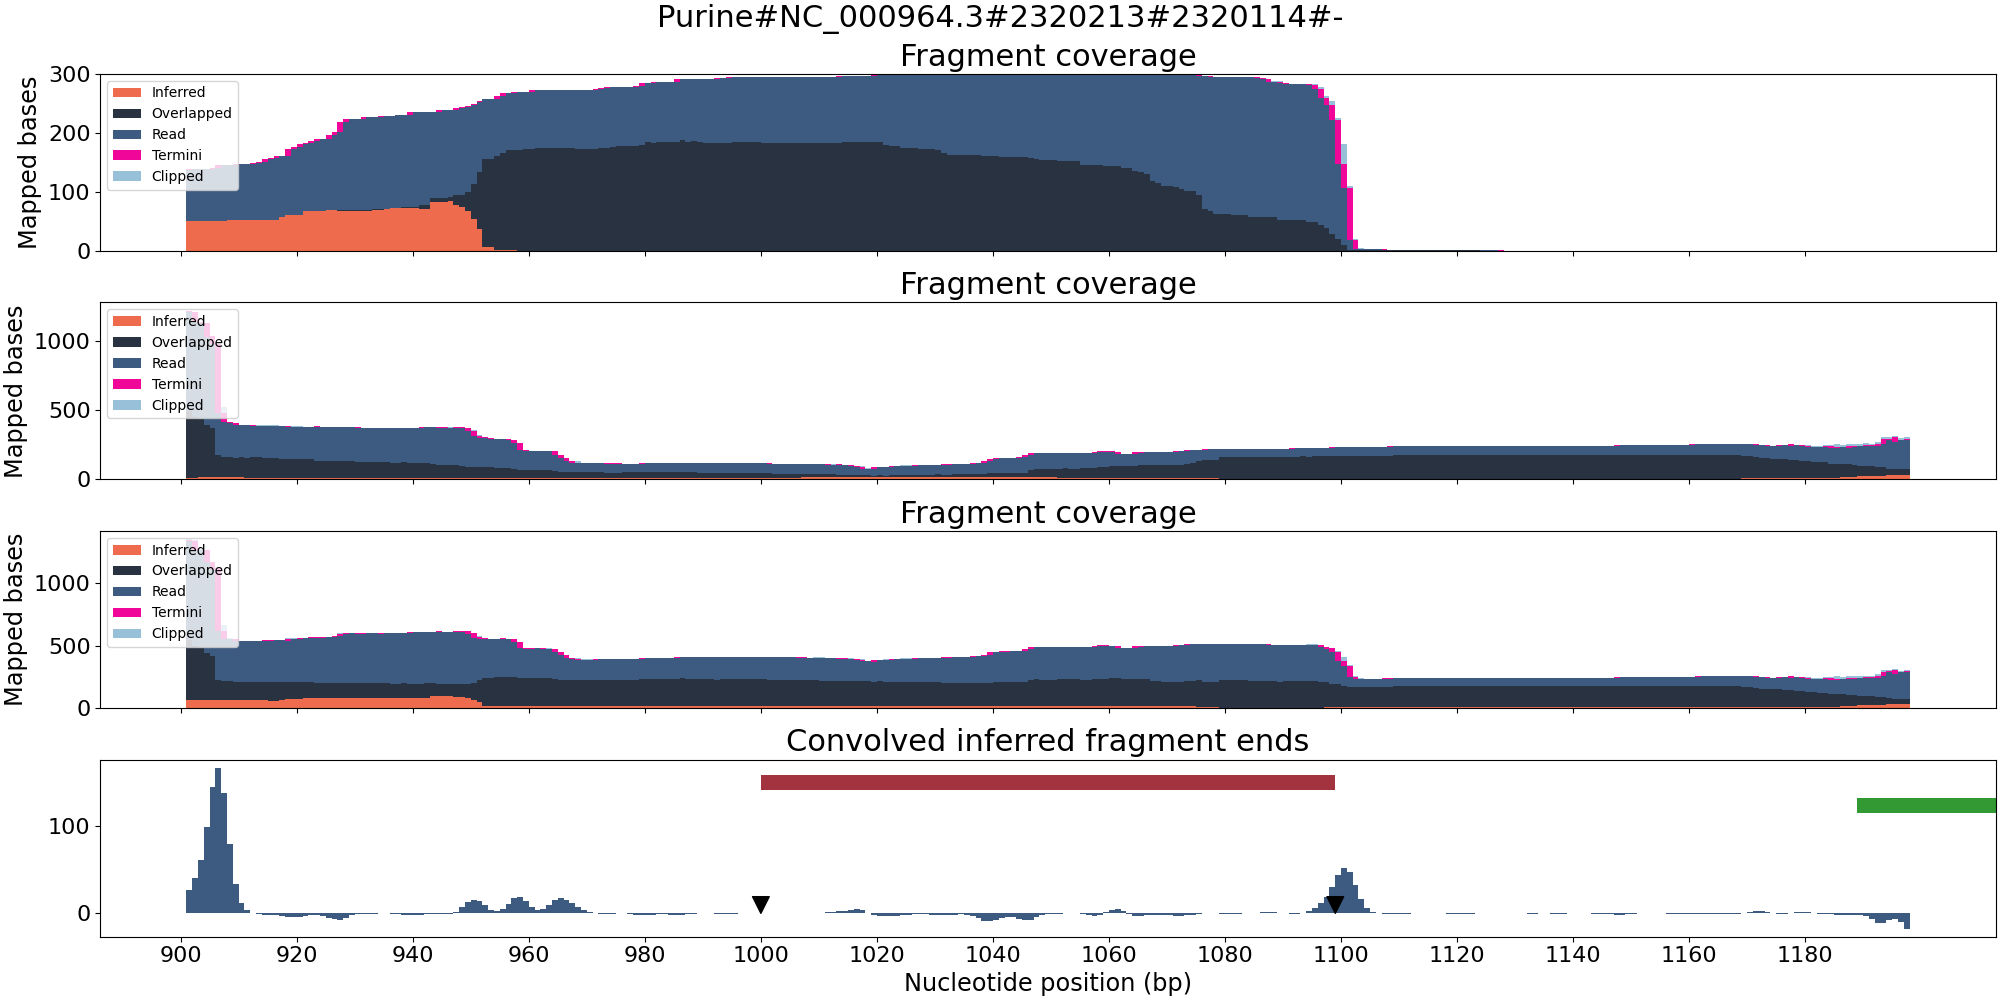 Purine#NC_000964.3#2320213#2320114#-
Fragment coverage
Mapped bases
300
200
100
0
Inferred
Overlapped
Read
Termini
Clipped
Fragment coverage
Mapped bases
1000
500
0
Inferred
Overlapped
Read
Termini
Clipped
Fragment coverage
Mapped bases
1000
500
0
Inferred
Overlapped
Read
Termini
Clipped
Convolved inferred fragment ends
100
0
900 920 940 960 980 1000 1020 1040 1060 1080 1100 1120 1140 1160 1180
Nucleotide position (bp)